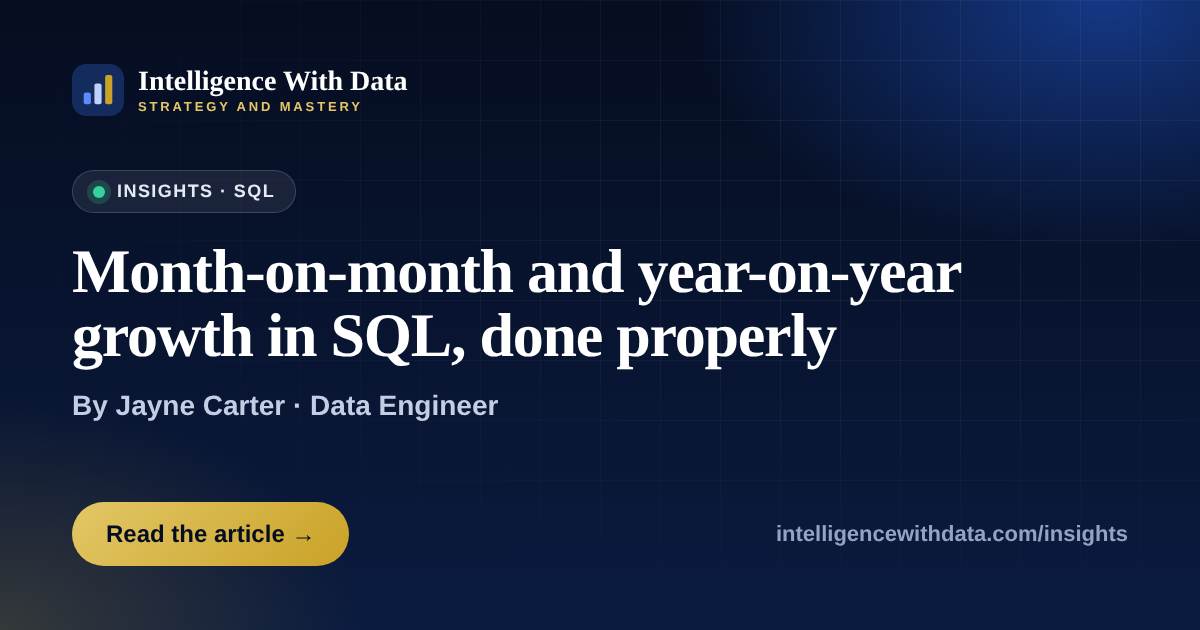 Intelligence With Data
STRATEGY AND MASTERY
INSIGHTS · SQL
Month-on-month and year-on-year
growth in SQL, done properly
By Jayne Carter · Data Engineer
Read the article →
intelligencewithdata.com/insights